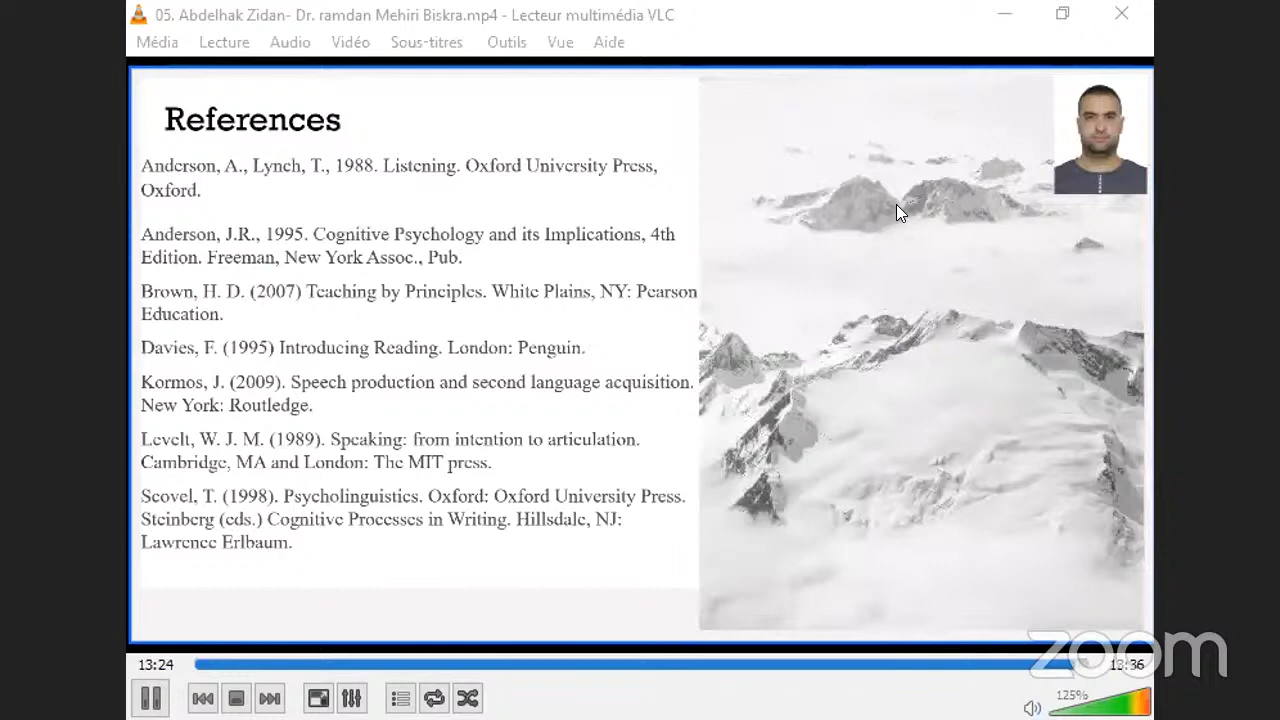 05. Abdelhak Zidan- Dr. ramdan Mehiri Biskra.mp4 - Lecteur multimédia VLC
Média Lecture Audio Vidéo Sous-titres Outils Vue Aide
References
Anderson, A., Lynch, T., 1988. Listening. Oxford University Press,
Oxford.
Anderson, J.R., 1995. Cognitive Psychology and its Implications, 4th
Edition. Freeman, New York Assoc., Pub.
Brown, H. D. (2007) Teaching by Principles. White Plains, NY: Pearson
Education.
Davies, F. (1995) Introducing Reading. London: Penguin.
Kormos, J. (2009). Speech production and second language acquisition.
New York: Routledge.
Levelt, W. J. M. (1989). Speaking: from intention to articulation.
Cambridge, MA and London: The MIT press.
Scovel, T. (1998). Psycholinguistics. Oxford: Oxford University Press.
Steinberg (eds.) Cognitive Processes in Writing. Hillsdale, NJ:
Lawrence Erlbaum.
zoom
13:24 13:36
125%